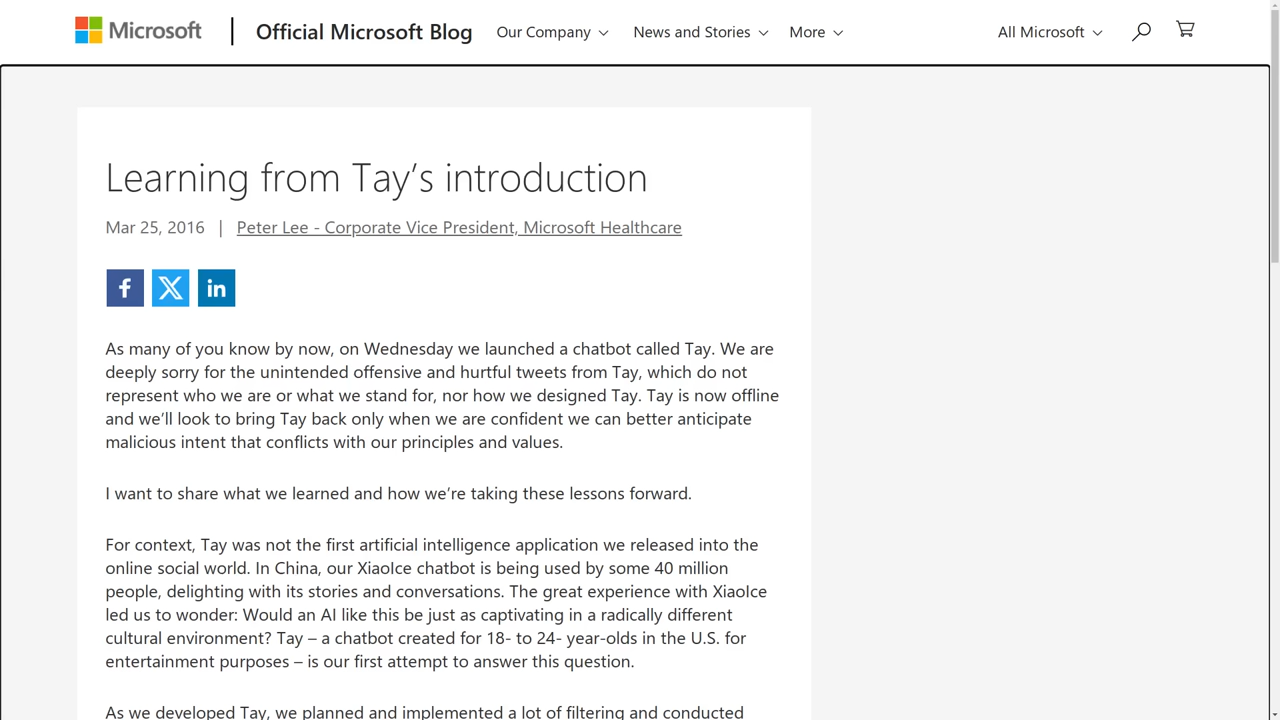 Microsoft
Official Microsoft Blog
Our Company
News and Stories
More
All Microsoft
Learning from Tay’s introduction
Mar 25, 2016 | Peter Lee - Corporate Vice President, Microsoft Healthcare
As many of you know by now, on Wednesday we launched a chatbot called Tay. We are
deeply sorry for the unintended offensive and hurtful tweets from Tay, which do not
represent who we are or what we stand for, nor how we designed Tay. Tay is now offline
and we’ll look to bring Tay back only when we are confident we can better anticipate
malicious intent that conflicts with our principles and values.
I want to share what we learned and how we’re taking these lessons forward.
For context, Tay was not the first artificial intelligence application we released into the
online social world. In China, our XiaoIce chatbot is being used by some 40 million
people, delighting with its stories and conversations. The great experience with XiaoIce
led us to wonder: Would an AI like this be just as captivating in a radically different
cultural environment? Tay – a chatbot created for 18- to 24- year-olds in the U.S. for
entertainment purposes – is our first attempt to answer this question.
As we developed Tay, we planned and implemented a lot of filtering and conducted